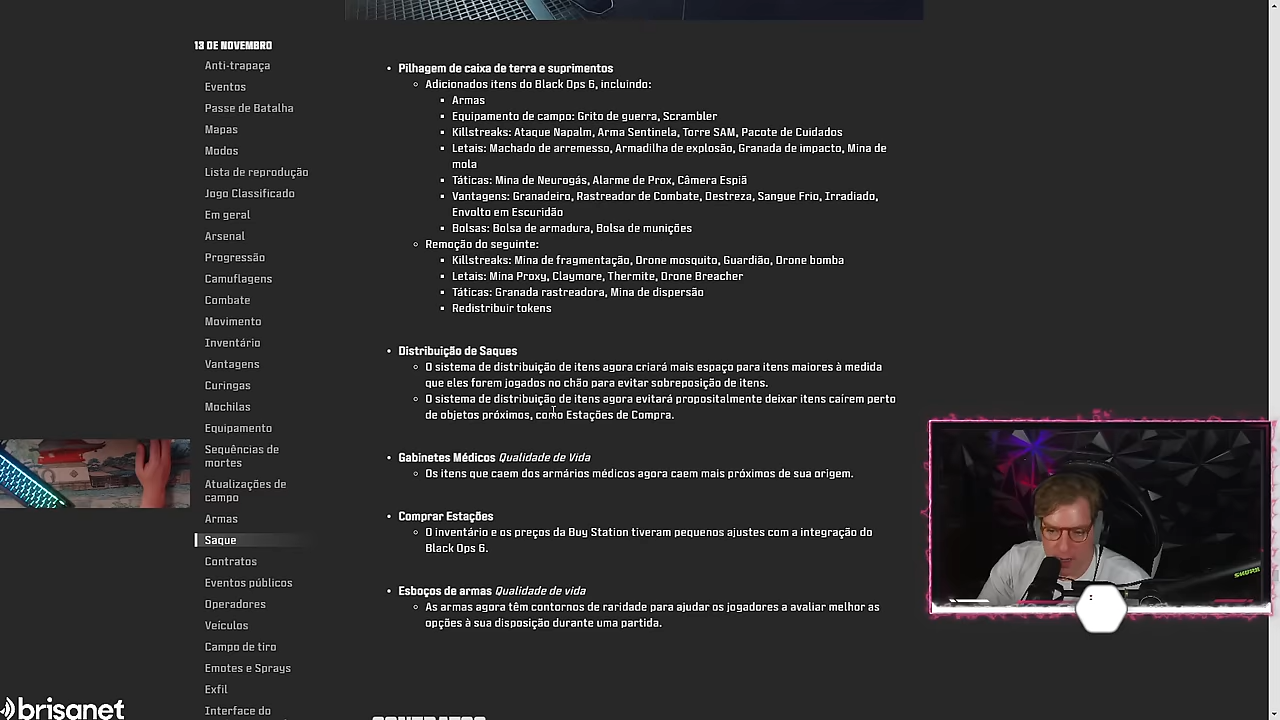 13 DE NOVEMBRO
Anti-trapaça
Eventos
Passe de Batalha
Mapas
Modos
Lista de reprodução
Jogo Classificado
Em geral
Arsenal
Progressão
Camuflagens
Combate
Movimento
Inventário
Vantagens
Curingas
Mochilas
Equipamento
Sequências de
mortes
Atualizações de
campo
Armas
Saque
Contratos
Eventos públicos
Operadores
Veículos
Campo de tiro
Emotes e Sprays
Exfil
Interface do
• Pilhagem de caixa de terra e suprimentos
Adicionados itens do Black Ops 6, incluindo:
Armas
Equipamento de campo: Grito de guerra, Scrambler
Killstreaks: Ataque Napalm, Arma Sentinela, Torre SAM, Pacote de Cuidados
Letais: Machado de arremesso, Armadilha de explosão, Granada de impacto, Mina de
mola
Táticas: Mina de Neurogás, Alarme de Prox, Câmera Espiã
Vantagens: Granadeiro, Rastreador de Combate, Destreza, Sangue Frio, Irradiado,
Envolto em Escuridão
Bolsas: Bolsa de armadura, Bolsa de munições
Remoção do seguinte:
Killstreaks: Mina de fragmentação, Drone mosquito, Guardião, Drone bomba
Letais: Mina Proxy, Claymore, Thermite, Drone Breacher
Táticas: Granada rastreadora, Mina de dispersão
Redistribuir tokens
• Distribuição de Saques
O sistema de distribuição de itens agora criará mais espaço para itens maiores à medida
que eles forem jogados no chão para evitar sobreposição de itens.
O sistema de distribuição de itens agora evitará propositalmente deixar itens caírem perto
de objetos próximos, como Estações de Compra.
• Gabinetes Médicos Qualidade de Vida
Os itens que caem dos armários médicos agora caem mais próximos de sua origem.
• Comprar Estações
O inventário e os preços da Buy Station tiveram pequenos ajustes com a integração do
Black Ops 6.
• Esboços de armas Qualidade de vida
As armas agora têm contornos de raridade para ajudar os jogadores a avaliar melhor as
opções à sua disposição durante uma partida.
SHURE
brisanet